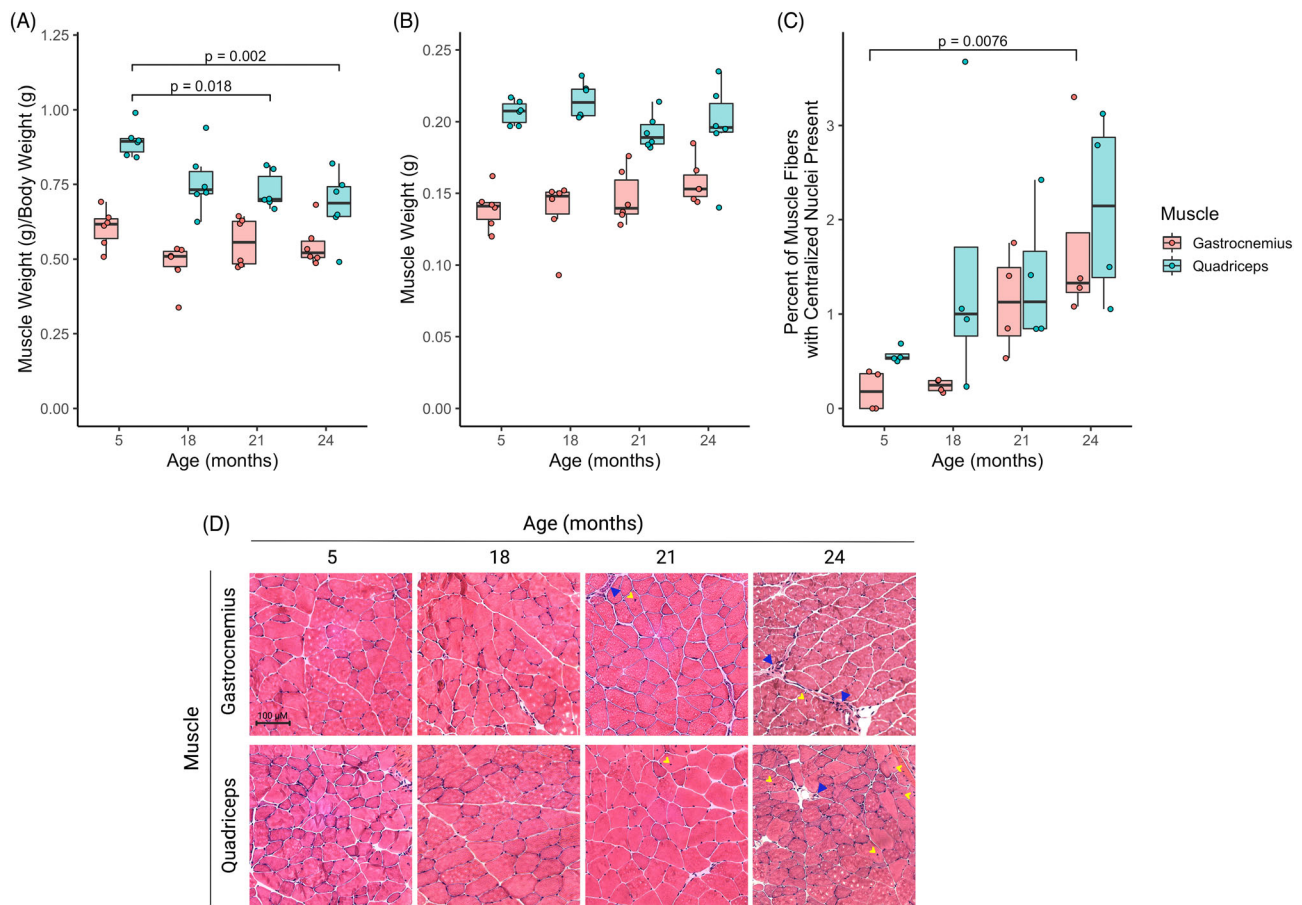 (A)
Muscle Weight (g)/Body Weight (g)
1.25
1.00
0.75
0.50
0.25
0.00
p = 0.002
p = 0.018
5 18 21 24
Age (months)
(B)
Muscle Weight (g)
0.25
0.20
0.15
0.10
0.05
0.00
5 18 21 24
Age (months)
(C)
Percent of Muscle Fibers
with Centralized Nuclei Present
3
2
1
0
p = 0.0076
5 18 21 24
Age (months)
Muscle
Gastrocnemius
Quadriceps
(D)
Age (months)
5 18 21 24
Muscle
Gastrocnemius
Quadriceps
100 µM